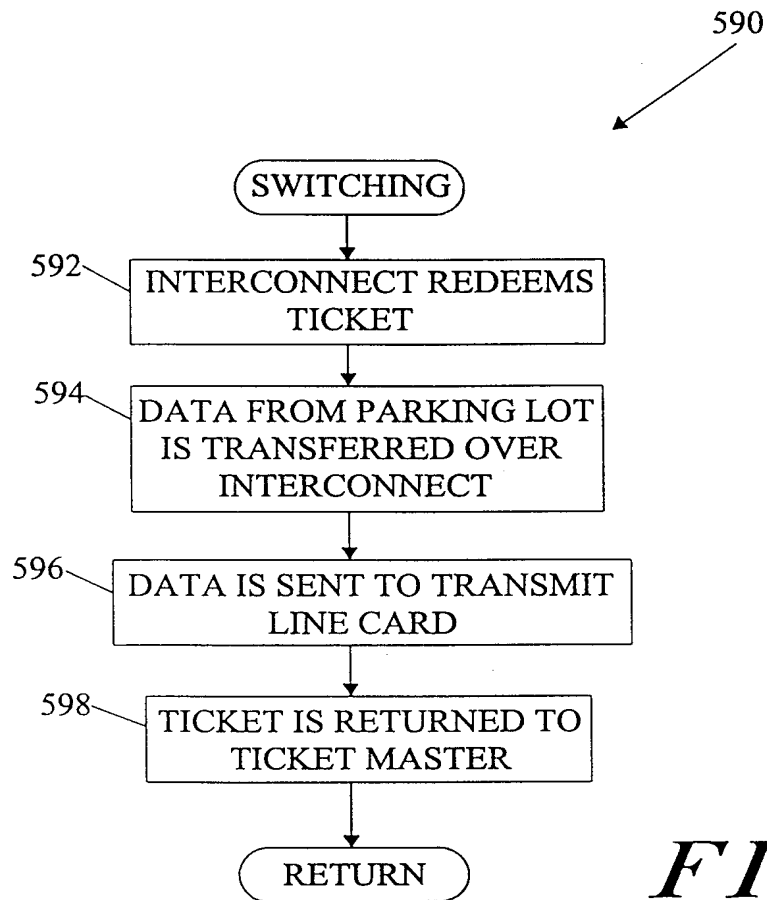 590
SWITCHING
592
INTERCONNECT REDEEMS
TICKET
594
DATA FROM PARKING LOT
IS TRANSFERRED OVER
INTERCONNECT
596
DATA IS SENT TO TRANSMIT
LINE CARD
598
TICKET IS RETURNED TO
TICKET MASTER
RETURN
FI